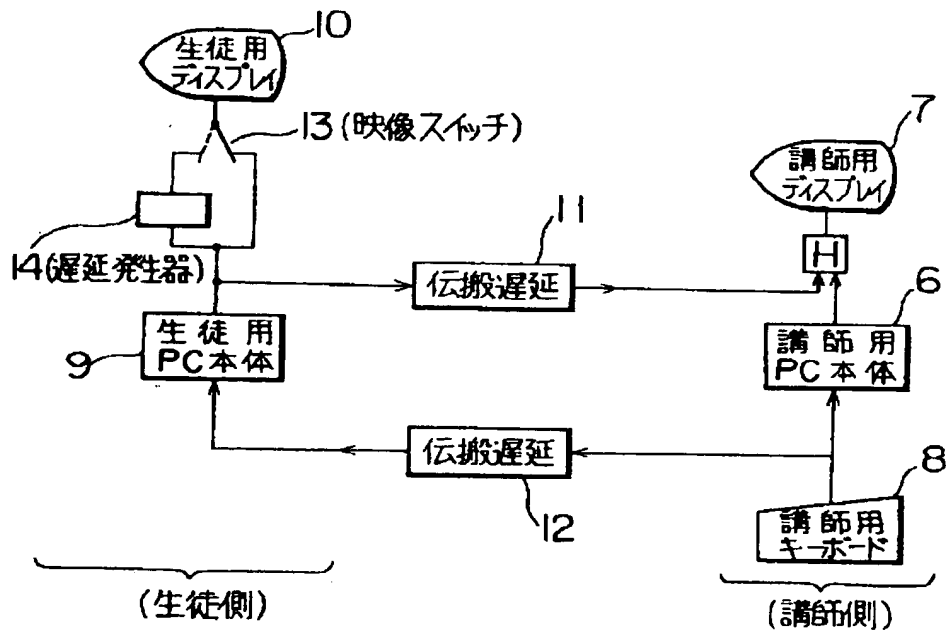 10
生徒用
ディスプレイ
13(映像スイッチ)
14(遅延発生器)
7
講師用
ディスプレイ
H
11
伝搬遅延
6
生徒用
PC本体
9
講師用
PC本体
伝搬遅延
12
8
講師用
キーボード
(生徒側)
(講師側)